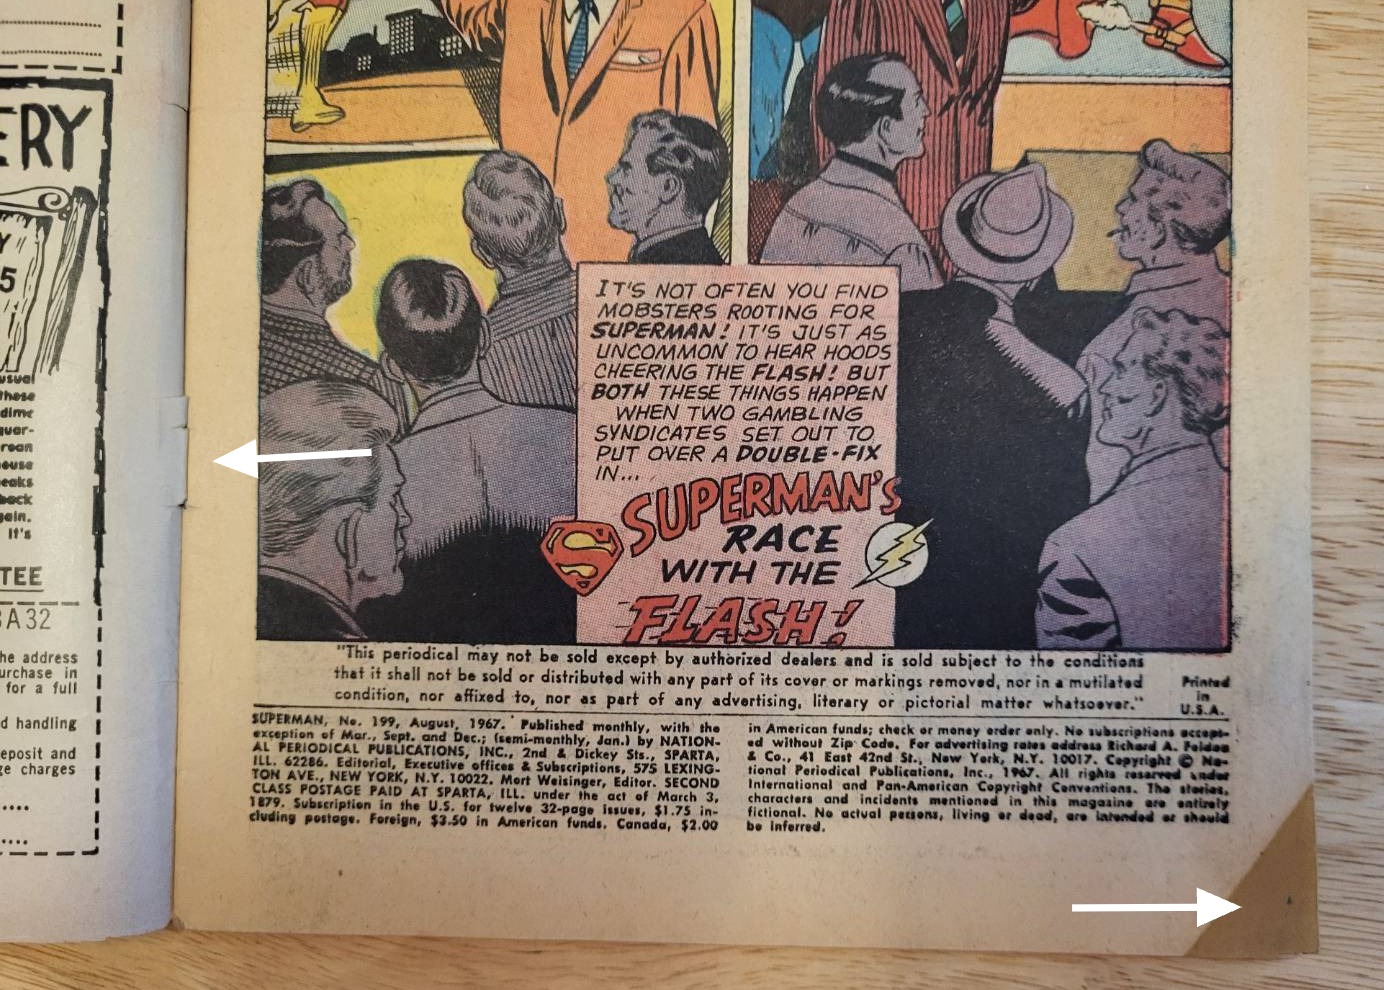 ERY
Y
5
usual
these
dime
quar-
rean
ouse
eaks
back
gain.
It's
TEE
BA32
he address
urchase in
for a full
d handling
eposit and
ge charges
IT'S NOT OFTEN YOU FIND
MOBSTERS ROOTING FOR
SUPERMAN! IT'S JUST AS
UNCOMMON TO HEAR HOODS
CHEERING THE FLASH! BUT
BOTH THESE THINGS HAPPEN
WHEN TWO GAMBLING
SYNDICATES SET OUT TO
PUT OVER A DOUBLE-FIX
IN...
SUPERMAN'S
RACE
WITH THE
FLASH!
"This periodical may not be sold except by authorized dealers and is sold subject to the conditions
that it shall not be sold or distributed with any part of its cover or markings removed, nor in a mutilated
condition, nor affixed to, nor as part of any advertising, literary or pictorial matter whatsoever."
Printed
in
U.S.A.
SUPERMAN, No. 199, August, 1967. Published monthly, with the
exception of Mar., Sept. and Dec.; (semi-monthly, Jan.) by NATION-
AL PERIODICAL PUBLICATIONS, INC., 2nd & Dickey Sts., SPARTA,
ILL. 62286. Editorial, Executive offices & Subscriptions, 575 LEXING-
TON AVE., NEW YORK, N.Y. 10022. Mort Weisinger, Editor. SECOND
CLASS POSTAGE PAID AT SPARTA, ILL. under the act of March 3,
1879. Subscription in the U.S. for twelve 32-page issues, $1.75 in-
cluding postage. Foreign, $3.50 in American funds. Canada, $2.00
in American funds; check or money order only. No subscriptions accept-
ed without Zip Code. For advertising rates address Richard A. Feldon
& Co., 41 East 42nd St., New York, N.Y. 10017. Copyright © Na-
tional Periodical Publications, Inc., 1967. All rights reserved under
International and Pan-American Copyright Conventions. The stories,
characters and incidents mentioned in this magazine are entirely
fictional. No actual persons, living or dead, are intended or should
be inferred.